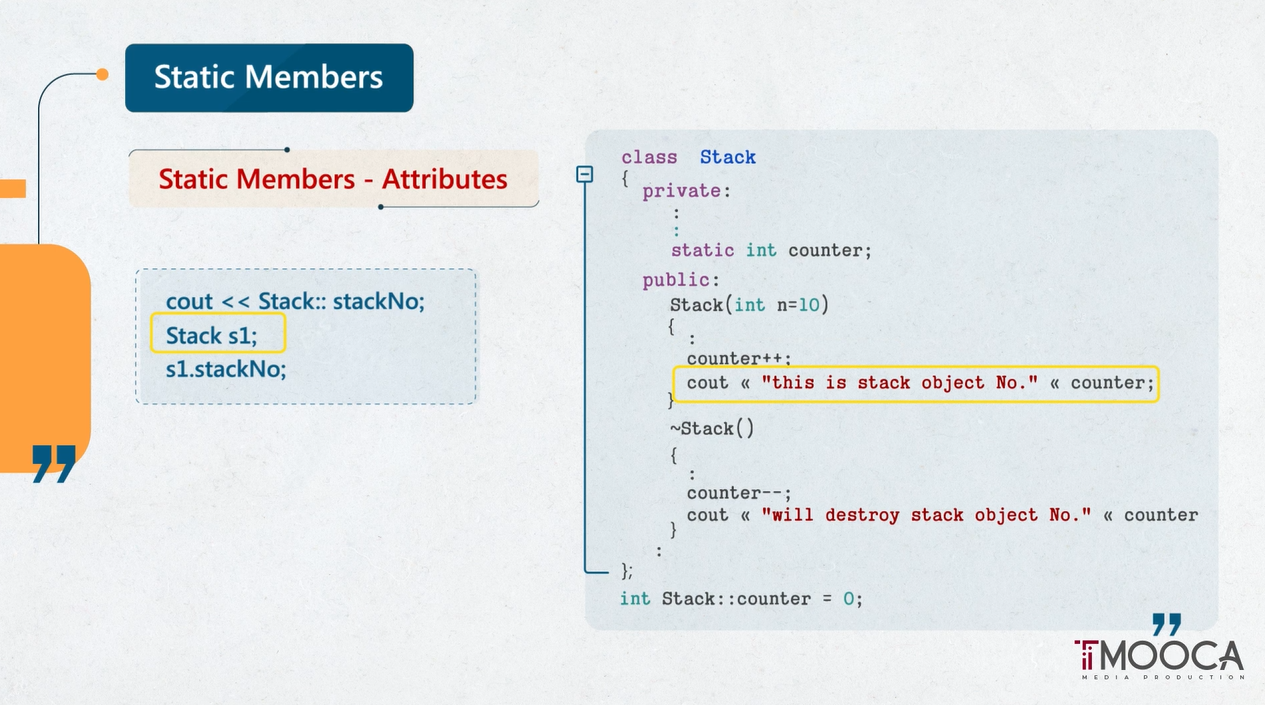 Static Members
Static Members - Attributes
cout << Stack:: stackNo;
Stack s1;
s1.stackNo;
class Stack
{
private:
:
:
static int counter;
public:
Stack(int n=10)
{
:
counter++;
cout « "this is stack object No." « counter;
}
~Stack()
{
:
counter--;
cout « "will destroy stack object No." « counter
}
:
};
int Stack::counter = 0;
TMOOCA
MEDIA PRODUCTION